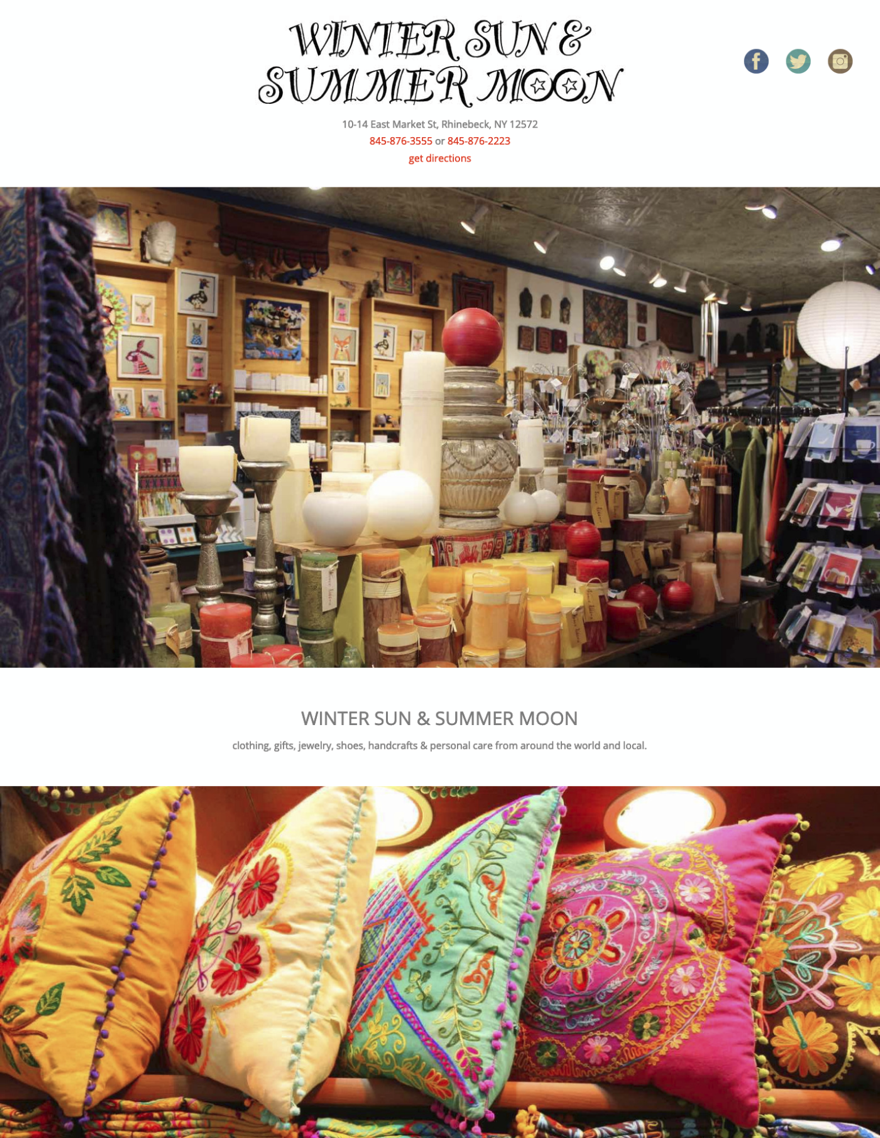 WINTER SUN &
SUMMER MOON
10-14 East Market St, Rhinebeck, NY 12572
845-876-3555 or 845-876-2223
get directions
WINTER SUN & SUMMER MOON
clothing, gifts, jewelry, shoes, handcrafts & personal care from around the world and local.